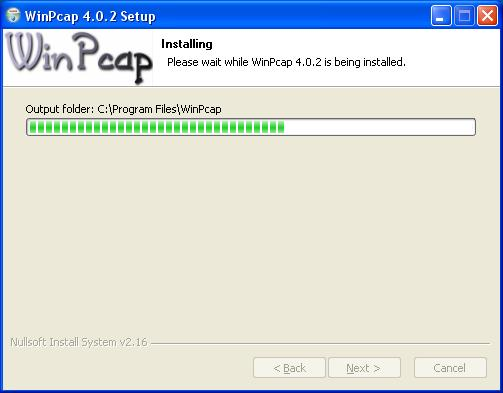 WinPcap 4.0.2 Setup
WinPcap
Installing
Please wait while WinPcap 4.0.2 is being installed.
Output folder: C:\Program Files\WinPcap
Nullsoft Install System v2.16
< Back
Next >
Cancel